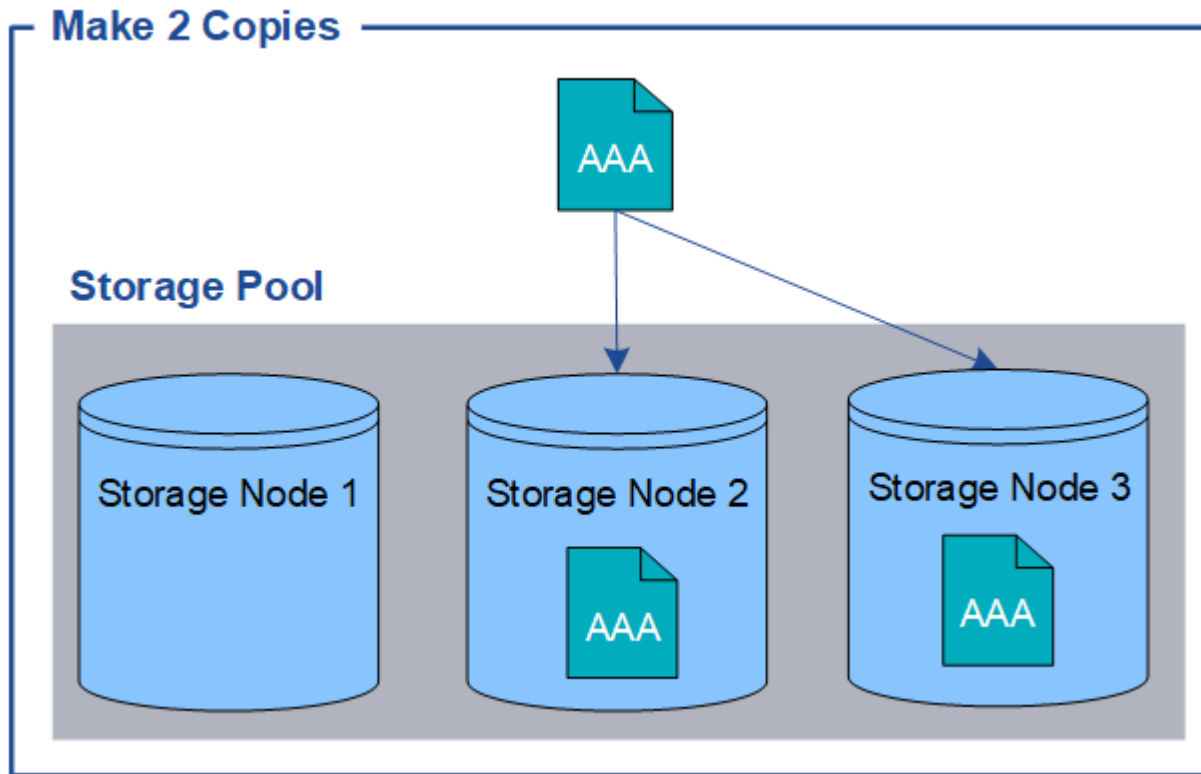 Make 2 Copies
AAA
Storage Pool
Storage Node 1
Storage Node 2
Storage Node 3
AAA
AAA